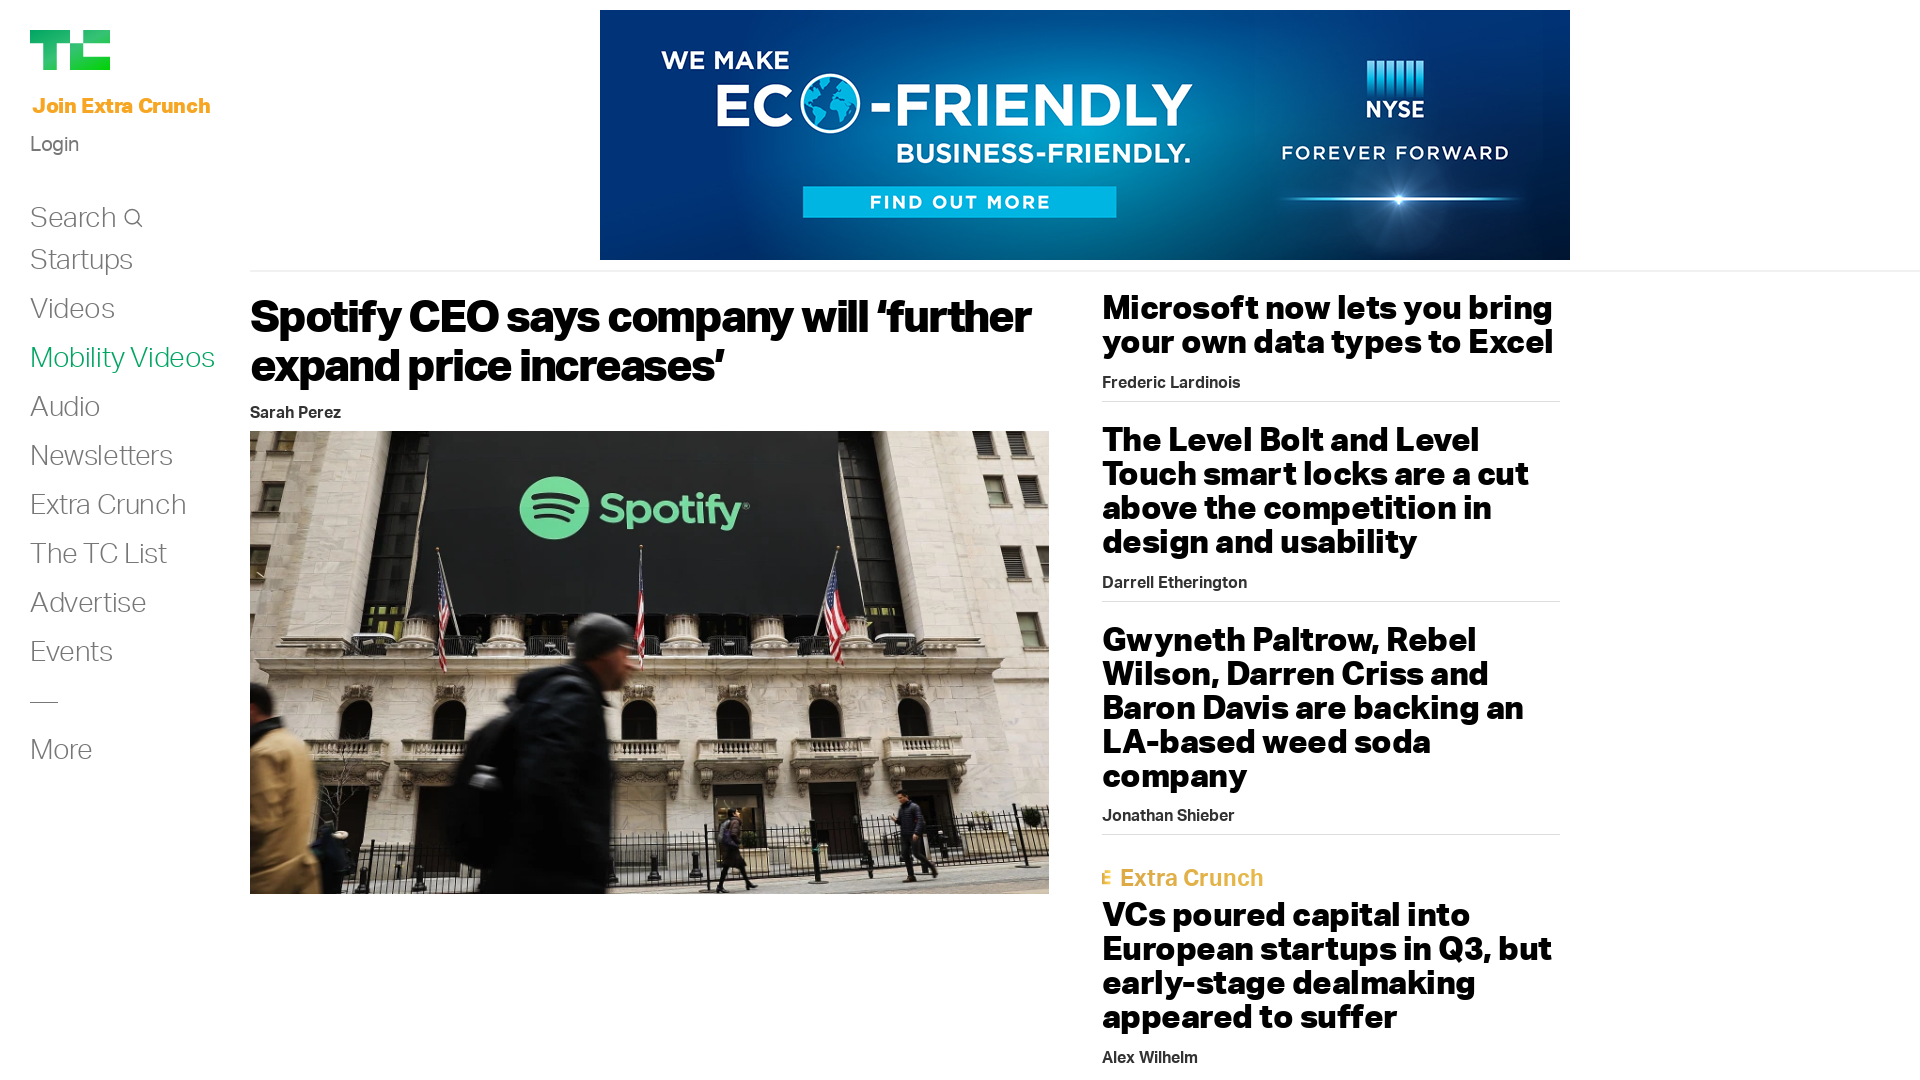 TC
Join Extra Crunch
Login
Search
Startups
Videos
Mobility Videos
Audio
Newsletters
Extra Crunch
The TC List
Advertise
Events
More
WE MAKE
ECO-FRIENDLY
BUSINESS-FRIENDLY.
FIND OUT MORE
NYSE
FOREVER FORWARD
Spotify CEO says company will ‘further
expand price increases’
Sarah Perez
Spotify®
Microsoft now lets you bring
your own data types to Excel
Frederic Lardinois
The Level Bolt and Level
Touch smart locks are a cut
above the competition in
design and usability
Darrell Etherington
Gwyneth Paltrow, Rebel
Wilson, Darren Criss and
Baron Davis are backing an
LA-based weed soda
company
Jonathan Shieber
Extra Crunch
VCs poured capital into
European startups in Q3, but
early-stage dealmaking
appeared to suffer
Alex Wilhelm